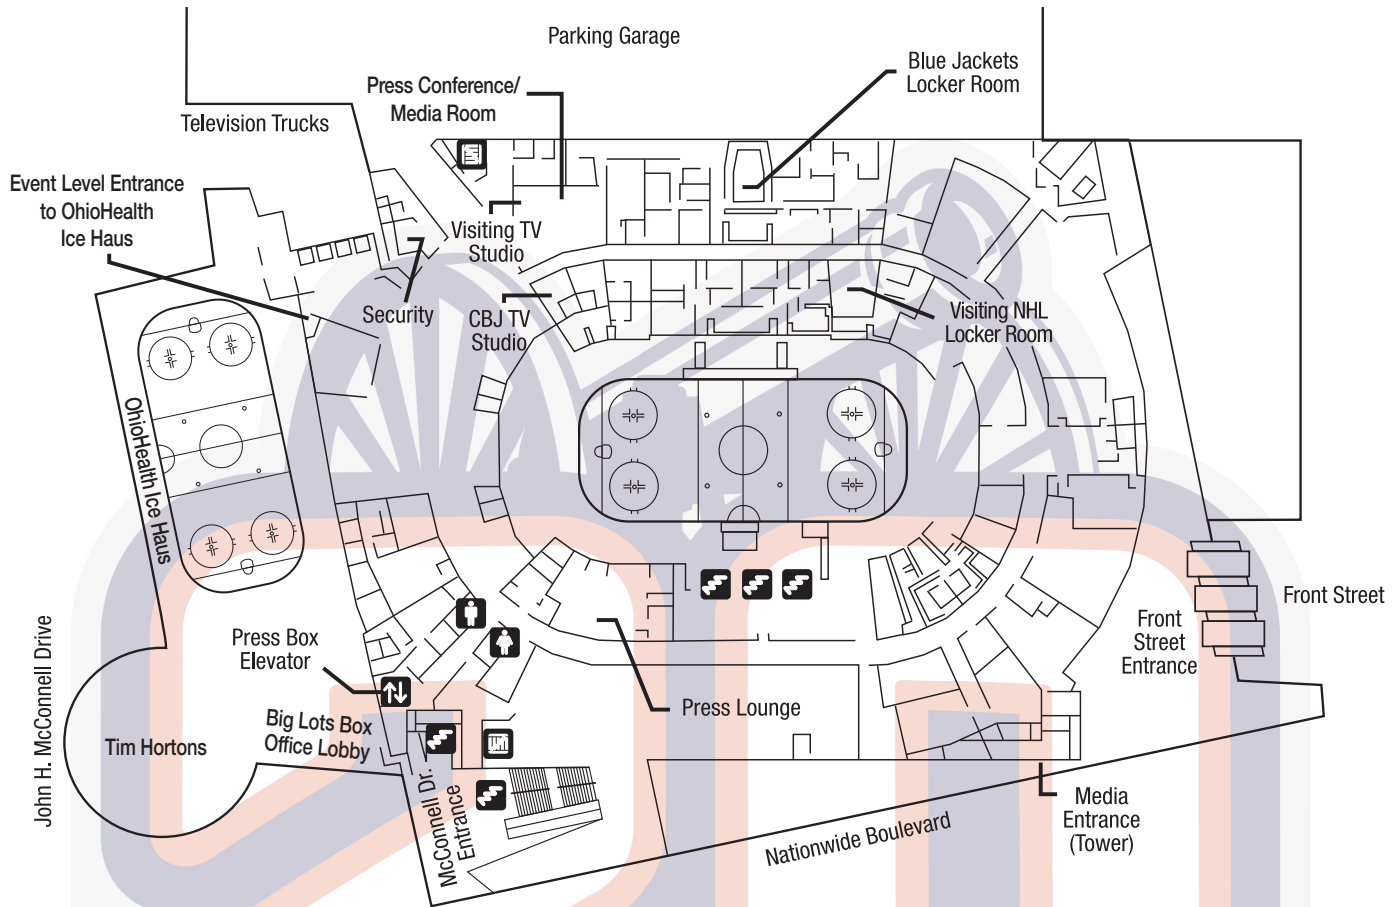 Parking Garage
Blue Jackets
Locker Room
Press Conference/
Media Room
Television Trucks
Event Level Entrance
to OhioHealth
Ice Haus
Visiting TV
Studio
Security
CBJ TV
Studio
Visiting NHL
Locker Room
OhioHealth Ice Haus
Front Street
Front
Street
Entrance
John H. McConnell Drive
Press Box
Elevator
Press Lounge
Big Lots Box
Office Lobby
Tim Hortons
McConnell Dr.
Entrance
Media
Entrance
(Tower)
Nationwide Boulevard